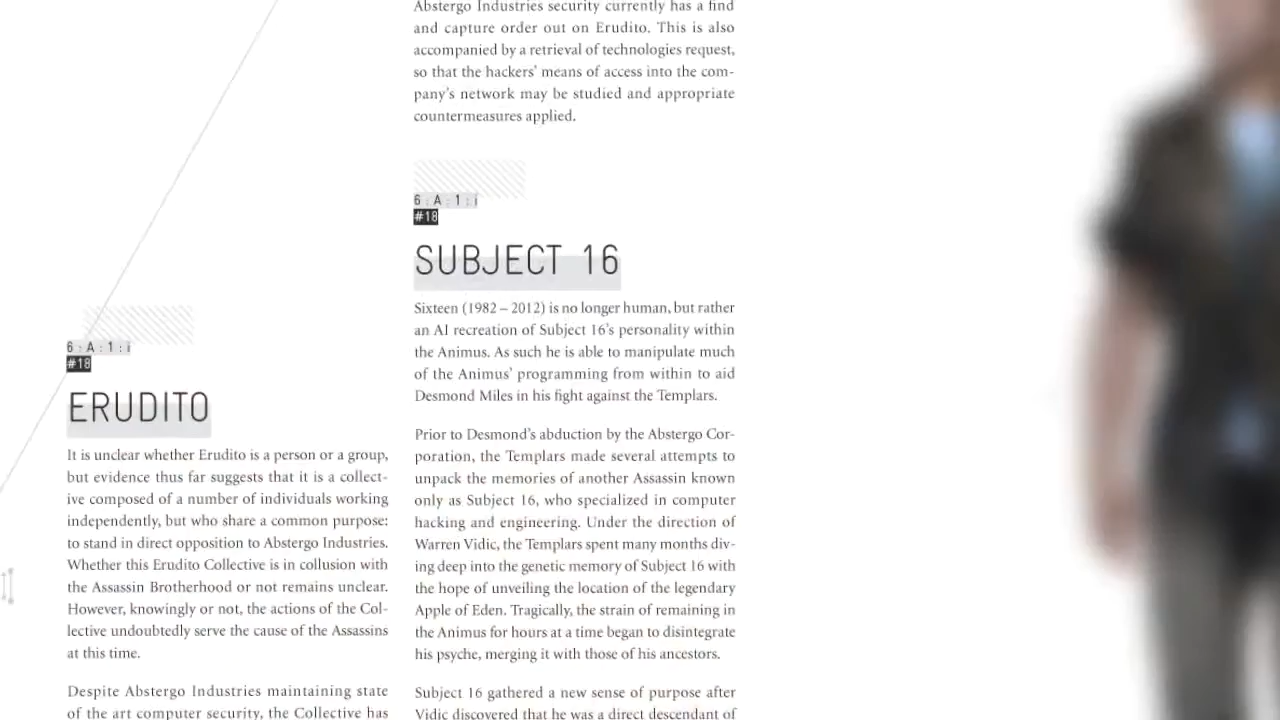 6 : A : 1 : i
#18
ERUDITO
It is unclear whether Erudito is a person or a group,
but evidence thus far suggests that it is a collect-
ive composed of a number of individuals working
independently, but who share a common purpose:
to stand in direct opposition to Abstergo Industries.
Whether this Erudito Collective is in collusion with
the Assassin Brotherhood or not remains unclear.
However, knowingly or not, the actions of the Col-
lective undoubtedly serve the cause of the Assassins
at this time.
Despite Abstergo Industries maintaining state
of the art computer security, the Collective has
Abstergo Industries security currently has a find
and capture order out on Erudito. This is also
accompanied by a retrieval of technologies request,
so that the hackers' means of access into the com-
pany's network may be studied and appropriate
countermeasures applied.
6 : A : 1 : i
#18
SUBJECT 16
Sixteen (1982 – 2012) is no longer human, but rather
an AI recreation of Subject 16's personality within
the Animus. As such he is able to manipulate much
of the Animus' programming from within to aid
Desmond Miles in his fight against the Templars.
Prior to Desmond's abduction by the Abstergo Cor-
poration, the Templars made several attempts to
unpack the memories of another Assassin known
only as Subject 16, who specialized in computer
hacking and engineering. Under the direction of
Warren Vidic, the Templars spent many months div-
ing deep into the genetic memory of Subject 16 with
the hope of unveiling the location of the legendary
Apple of Eden. Tragically, the strain of remaining in
the Animus for hours at a time began to disintegrate
his psyche, merging it with those of his ancestors.
Subject 16 gathered a new sense of purpose after
Vidic discovered that he was a direct descendant of